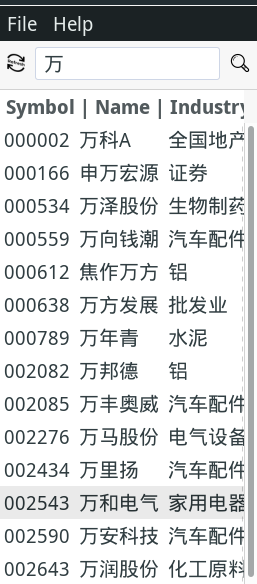 File Help
万
Symbol | Name | Industry
000002 万科A 全国地产
000166 申万宏源 证券
000534 万泽股份 生物制药
000559 万向钱潮 汽车配件
000612 焦作万方 铝
000638 万方发展 批发业
000789 万年青 水泥
002082 万邦德 铝
002085 万丰奥威 汽车配件
002276 万马股份 电气设备
002434 万里扬 汽车配件
002543 万和电气 家用电器
002590 万安科技 汽车配件
002643 万润股份 化工原料